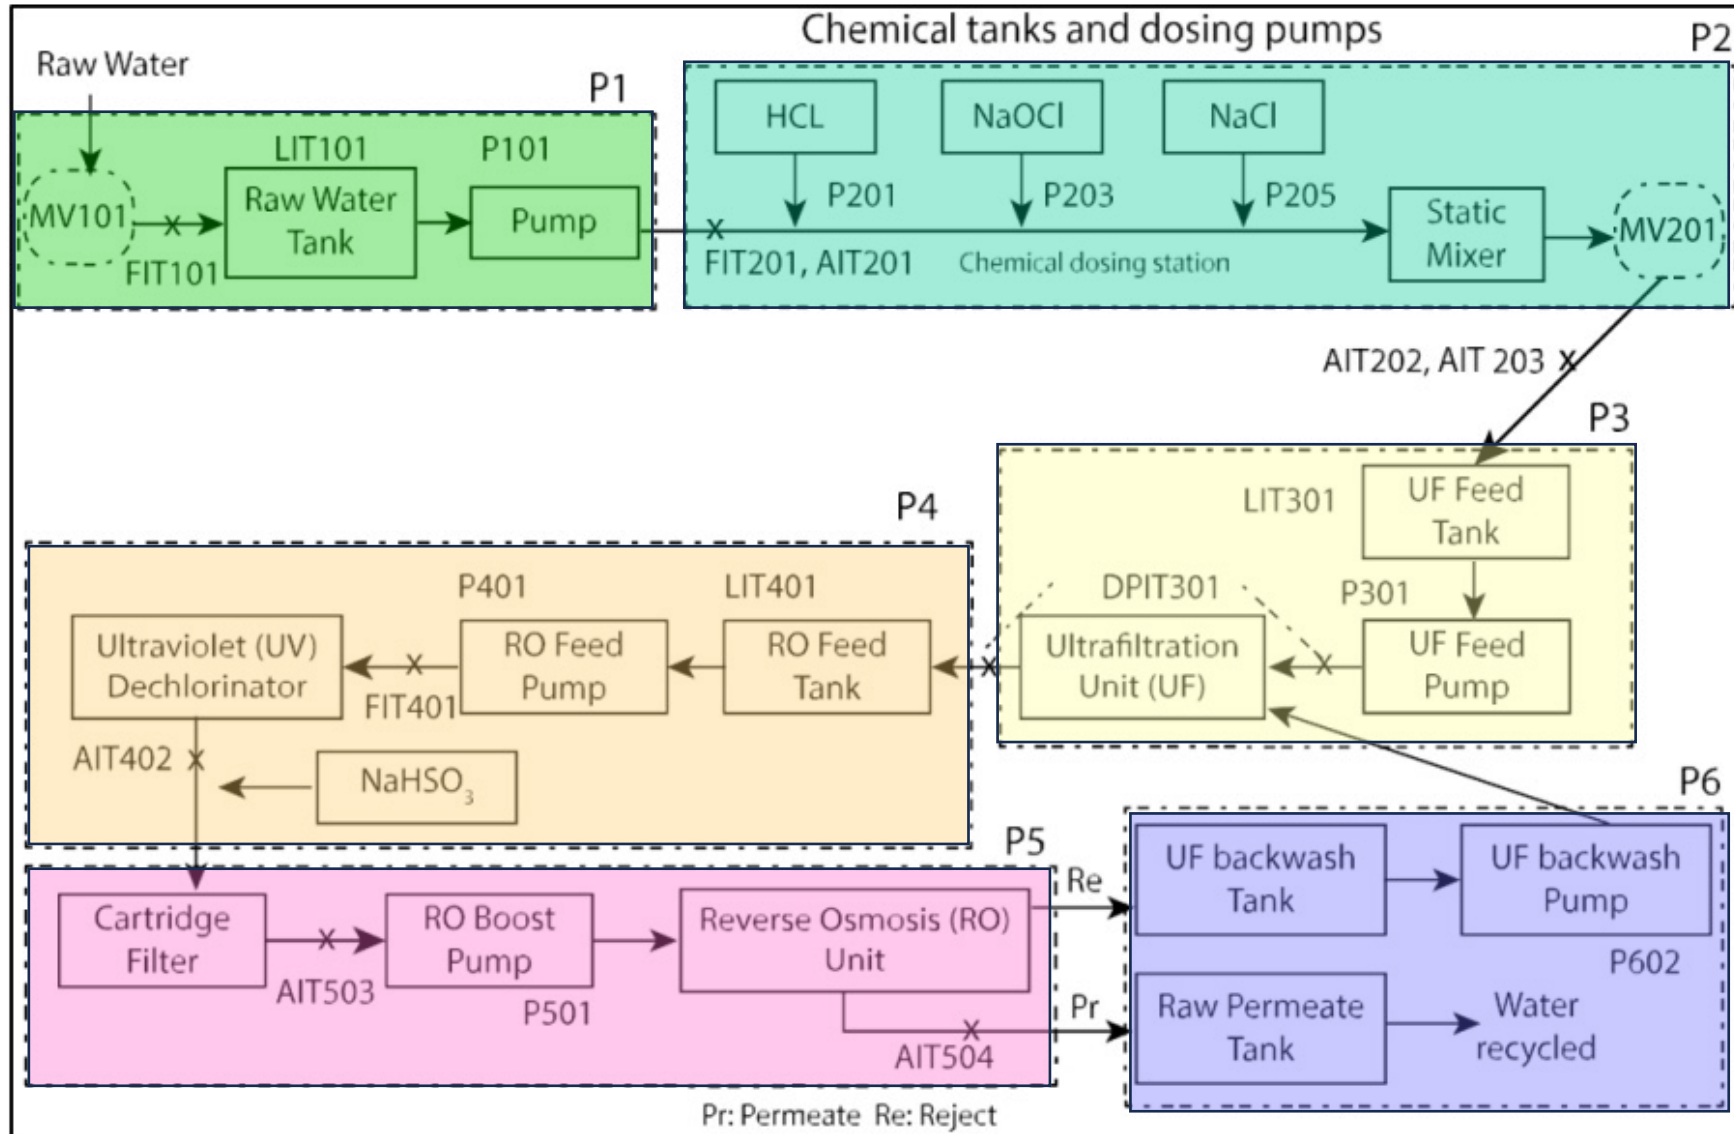 Chemical tanks and dosing pumps
P2
Raw Water
P1
LIT101
P101
MV101
Raw Water
Tank
Pump
FIT101
HCL
NaOCl
NaCl
P201
P203
P205
Static
Mixer
MV201
FIT201, AIT201
Chemical dosing station
AIT202, AIT 203
P3
LIT301
UF Feed
Tank
DPIT301
P301
Ultrafiltration
Unit (UF)
UF Feed
Pump
P4
P401
LIT401
Ultraviolet (UV)
Dechlorinator
RO Feed
Pump
RO Feed
Tank
FIT401
AIT402
NaHSO₃
P5
Cartridge
Filter
RO Boost
Pump
Reverse Osmosis (RO)
Unit
AIT503
P501
AIT504
Re
Pr
P6
UF backwash
Tank
UF backwash
Pump
P602
Raw Permeate
Tank
Water
recycled
Pr: Permeate Re: Reject